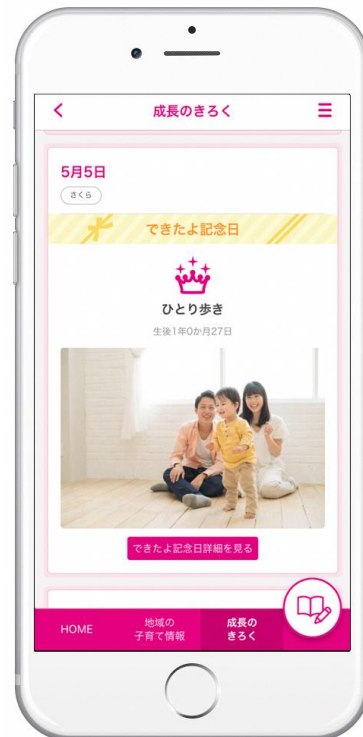 成長のきろく
5月5日
さくら
できたよ記念日
ひとり歩き
生後1年0か月27日
できたよ記念日詳細を見る
HOME
地域の
子育て情報
成長の
きろく